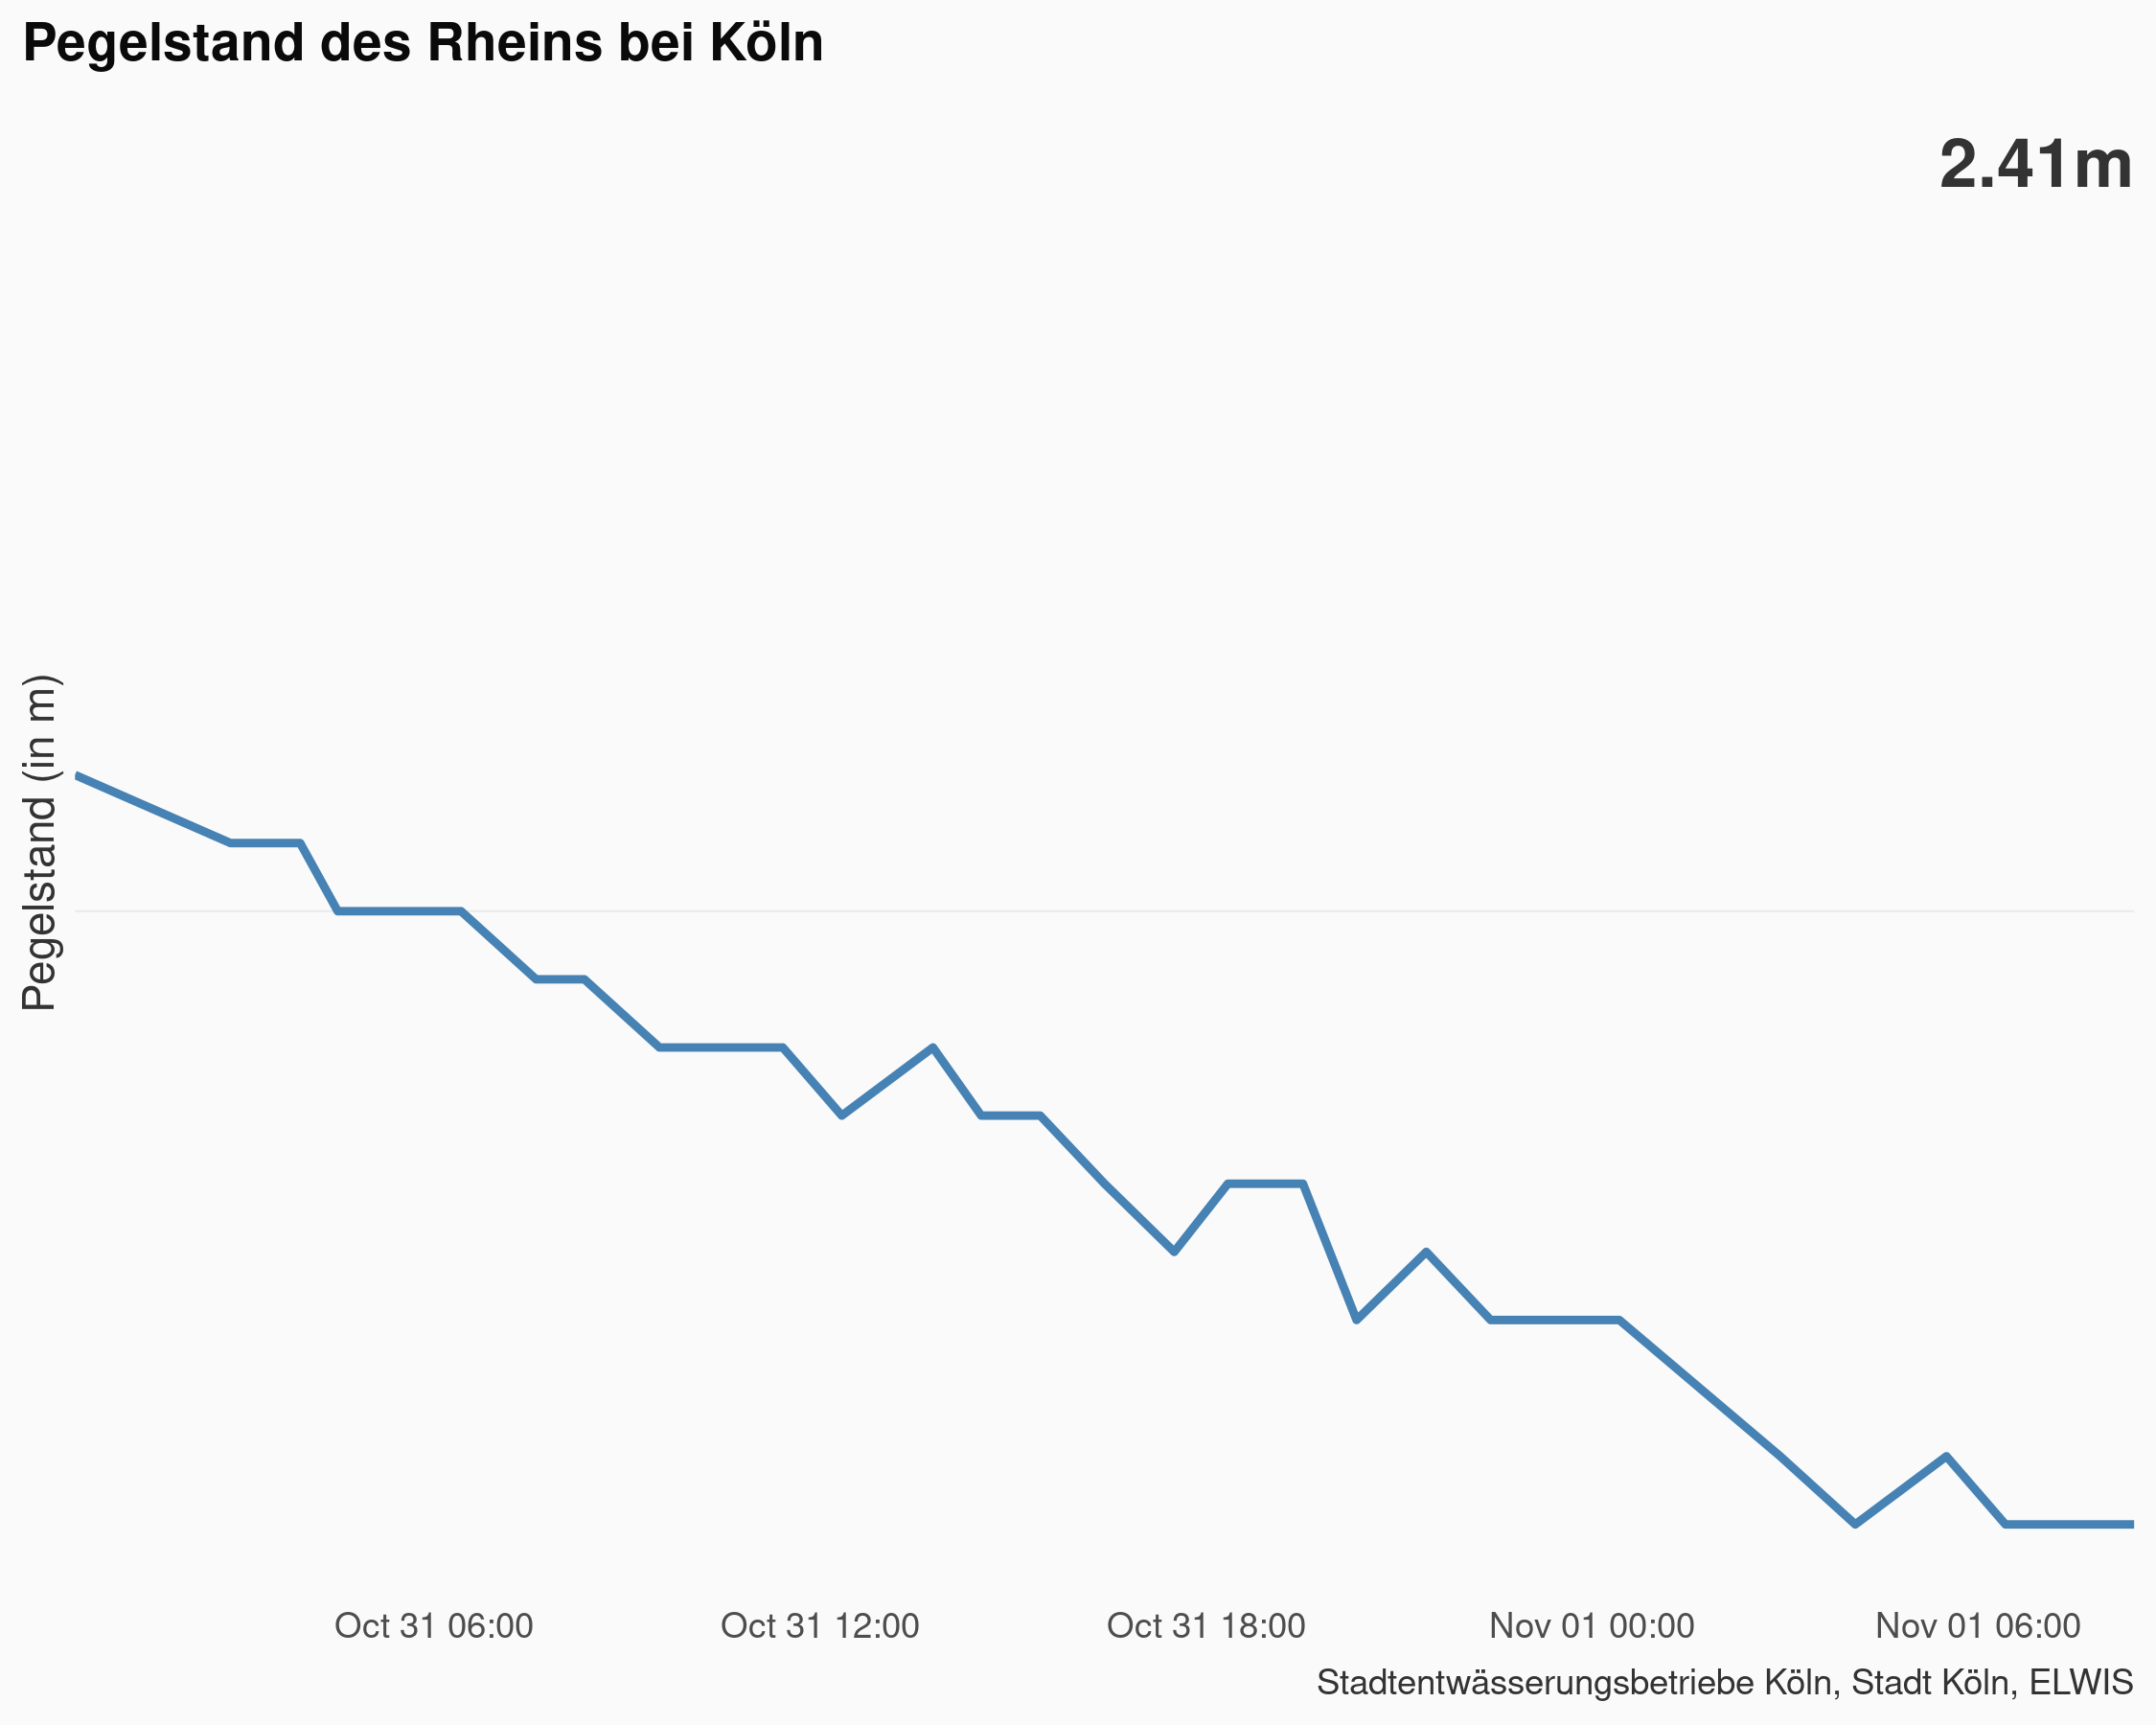 Pegelstand des Rheins bei Köln
2.41m
Pegelstand (in m)
Oct 31 06:00
Oct 31 12:00
Oct 31 18:00
Nov 01 00:00
Nov 01 06:00
Stadtentwässerungsbetriebe Köln, Stadt Köln, ELWIS